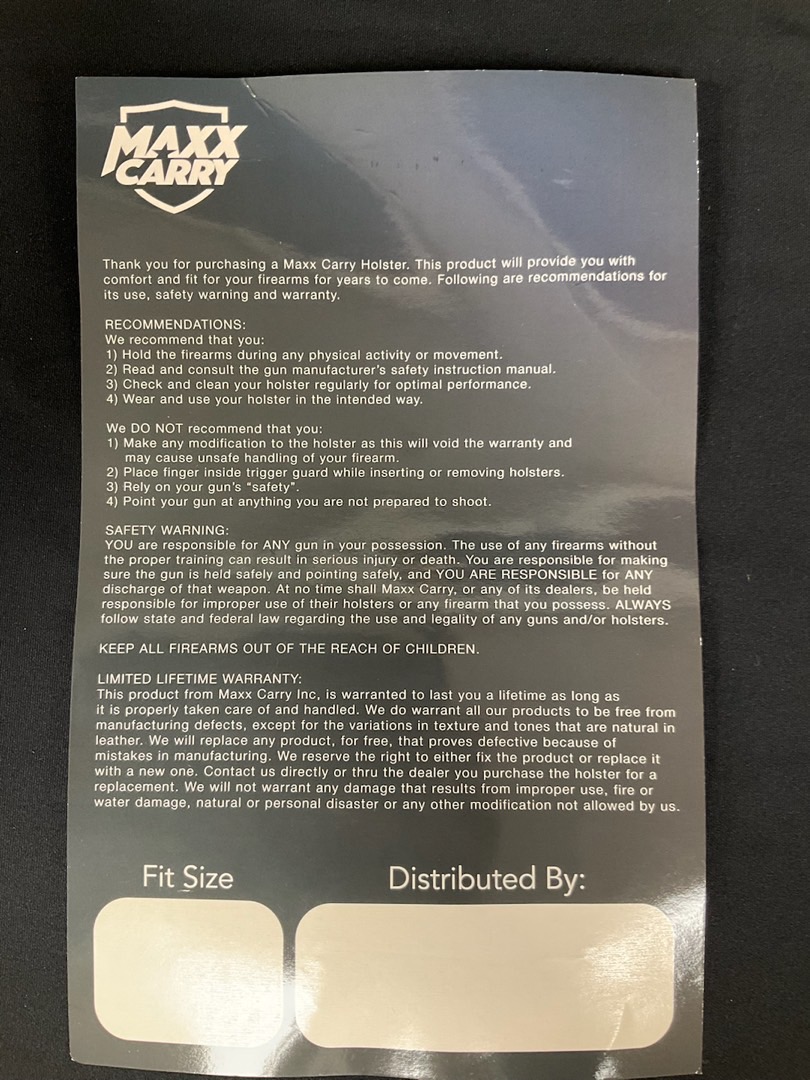 MAXX
CARRY
Thank you for purchasing a Maxx Carry Holster. This product will provide you with
comfort and fit for your firearms for years to come. Following are recommendations for
its use, safety warning and warranty.
RECOMMENDATIONS:
We recommend that you:
1) Hold the firearms during any physical activity or movement.
2) Read and consult the gun manufacturer's safety instruction manual.
3) Check and clean your holster regularly for optimal performance.
4) Wear and use your holster in the intended way.
We DO NOT recommend that you:
1) Make any modification to the holster as this will void the warranty and
may cause unsafe handling of your firearm.
2) Place finger inside trigger guard while inserting or removing holsters.
3) Rely on your gun's "safety".
4) Point your gun at anything you are not prepared to shoot.
SAFETY WARNING:
YOU are responsible for ANY gun in your possession. The use of any firearms without
the proper training can result in serious injury or death. You are responsible for making
sure the gun is held safely and pointing safely, and YOU ARE RESPONSIBLE for ANY
discharge of that weapon. At no time shall Maxx Carry, or any of its dealers, be held
responsible for improper use of their holsters or any firearm that you possess. ALWAYS
follow state and federal law regarding the use and legality of any guns and/or holsters.
KEEP ALL FIREARMS OUT OF THE REACH OF CHILDREN.
LIMITED LIFETIME WARRANTY:
This product from Maxx Carry Inc, is warranted to last you a lifetime as long as
it is properly taken care of and handled. We do warrant all our products to be free from
manufacturing defects, except for the variations in texture and tones that are natural in
leather. We will replace any product, for free, that proves defective because of
mistakes in manufacturing. We reserve the right to either fix the product or replace it
with a new one. Contact us directly or thru the dealer you purchase the holster for a
replacement. We will not warrant any damage that results from improper use, fire or
water damage, natural or personal disaster or any other modification not allowed by us.
Fit Size
Distributed By: